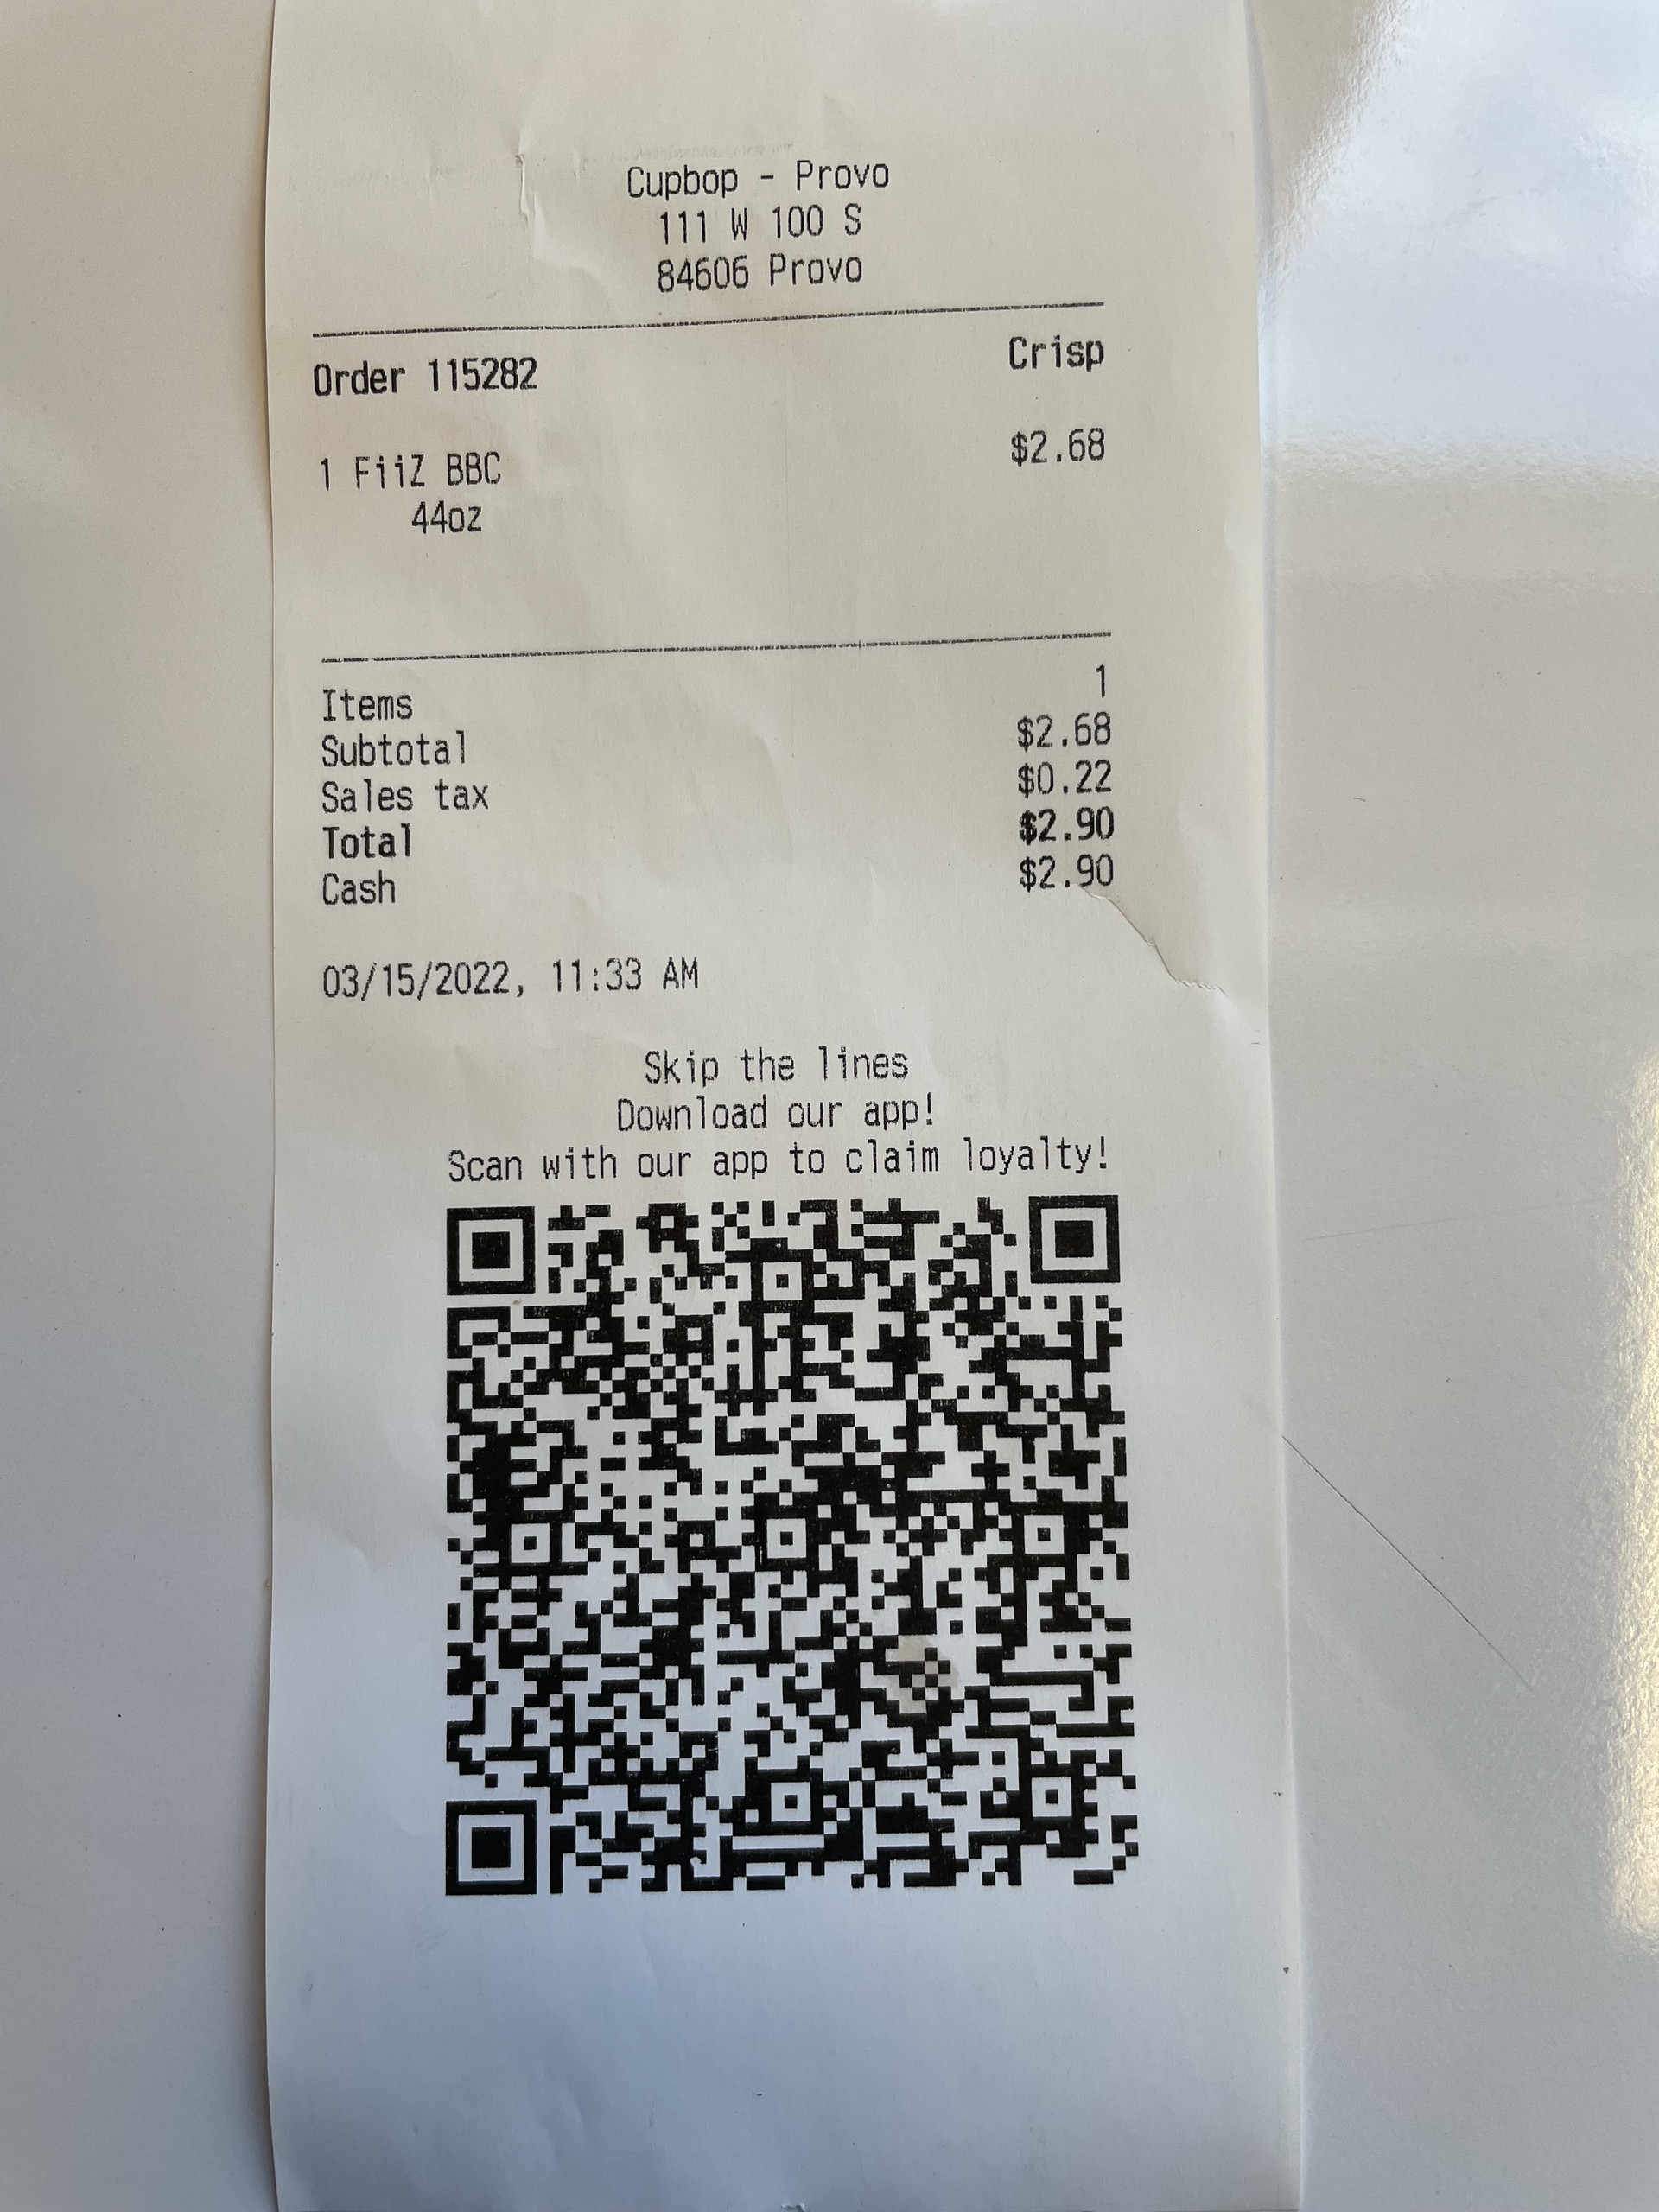 Cupbop - Provo
111 W 100 S
84606 Provo
Order 115282 Crisp
1 FiiZ BBC $2.68
44oz
Items 1
Subtotal $2.68
Sales tax $0.22
Total $2.90
Cash $2.90
03/15/2022, 11:33 AM
Skip the lines
Download our app!
Scan with our app to claim loyalty!